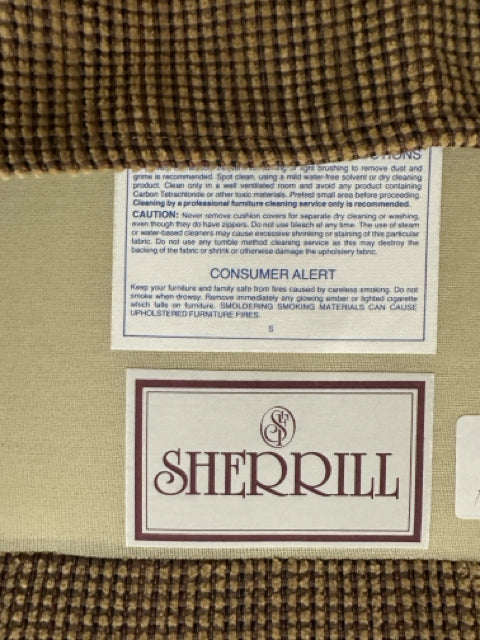 IONS
light brushing to remove dust and
grime is recommended. Spot clean, using a mild water-free solvent or dry cleaning
product. Clean only in a well ventilated room and avoid any product containing
Carbon Tetrachloride or other toxic materials. Pretest small area before proceeding.
Cleaning by a professional furniture cleaning service only is recommended.
CAUTION: Never remove cushion covers for separate dry cleaning or washing,
even though they do have zippers. Do not use bleach at any time. The use of steam
or water-based cleaners may cause excessive shrinking or staining of this particular
fabric. Do not use any tumble method cleaning service as this may destroy the
backing of the fabric or shrink or otherwise damage the upholstery fabric.
CONSUMER ALERT
Keep your furniture and family safe from fires caused by careless smoking. Do not
smoke when drowsy. Remove immediately any glowing ember or lighted cigarette
which falls on furniture. SMOLDERING SMOKING MATERIALS CAN CAUSE
UPHOLSTERED FURNITURE FIRES.
S
SHERRILL